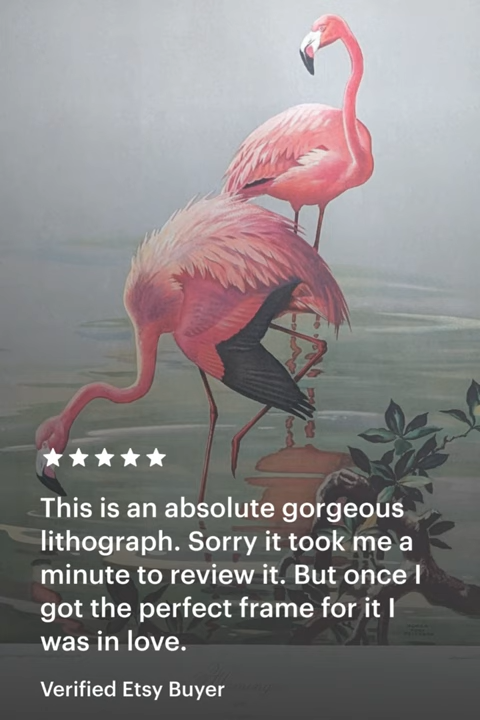 This is an absolute gorgeous
lithograph. Sorry it took me a
minute to review it. But once I
got the perfect frame for it I
was in love.
Verified Etsy Buyer